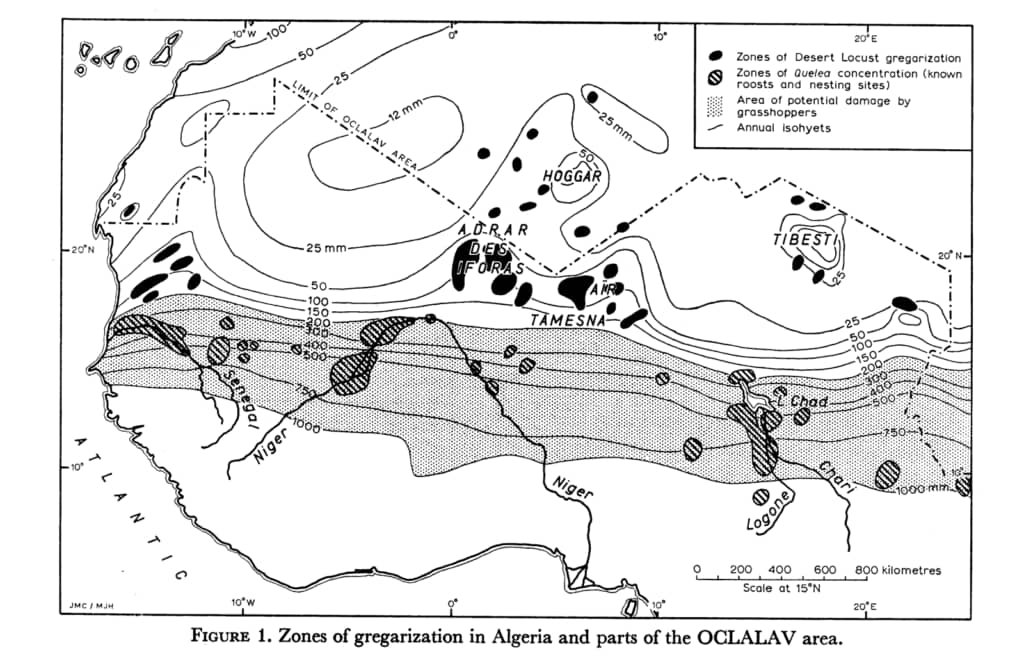 10°W
0°
10°
20°E
100
50
25
Zones of Desert Locust gregarization
Zones of Quelea concentration (known
roosts and nesting sites)
Area of potential damage by
grasshoppers
Annual isohyets
LIMIT OF
OCLALAV AREA
12 mm
25 mm
50
HOGGAR
25
25 mm
ADRAR
DES
IFORAS
TIBESTI
25
20°N
20°N
AÏR
TAMESNA
50
100
150
200
300
400
500
750
1000
25
50
100
150
200
300
400
500
750
1000 mm
Senegal
Niger
Niger
L. Chad
Chari
Logone
10°
10°
ATLANTIC
0 200 400 600 800 kilometres
Scale at 15°N
JMC / MJH
10°W
0°
10°
20°E
FIGURE 1. Zones of gregarization in Algeria and parts of the OCLALAV area.